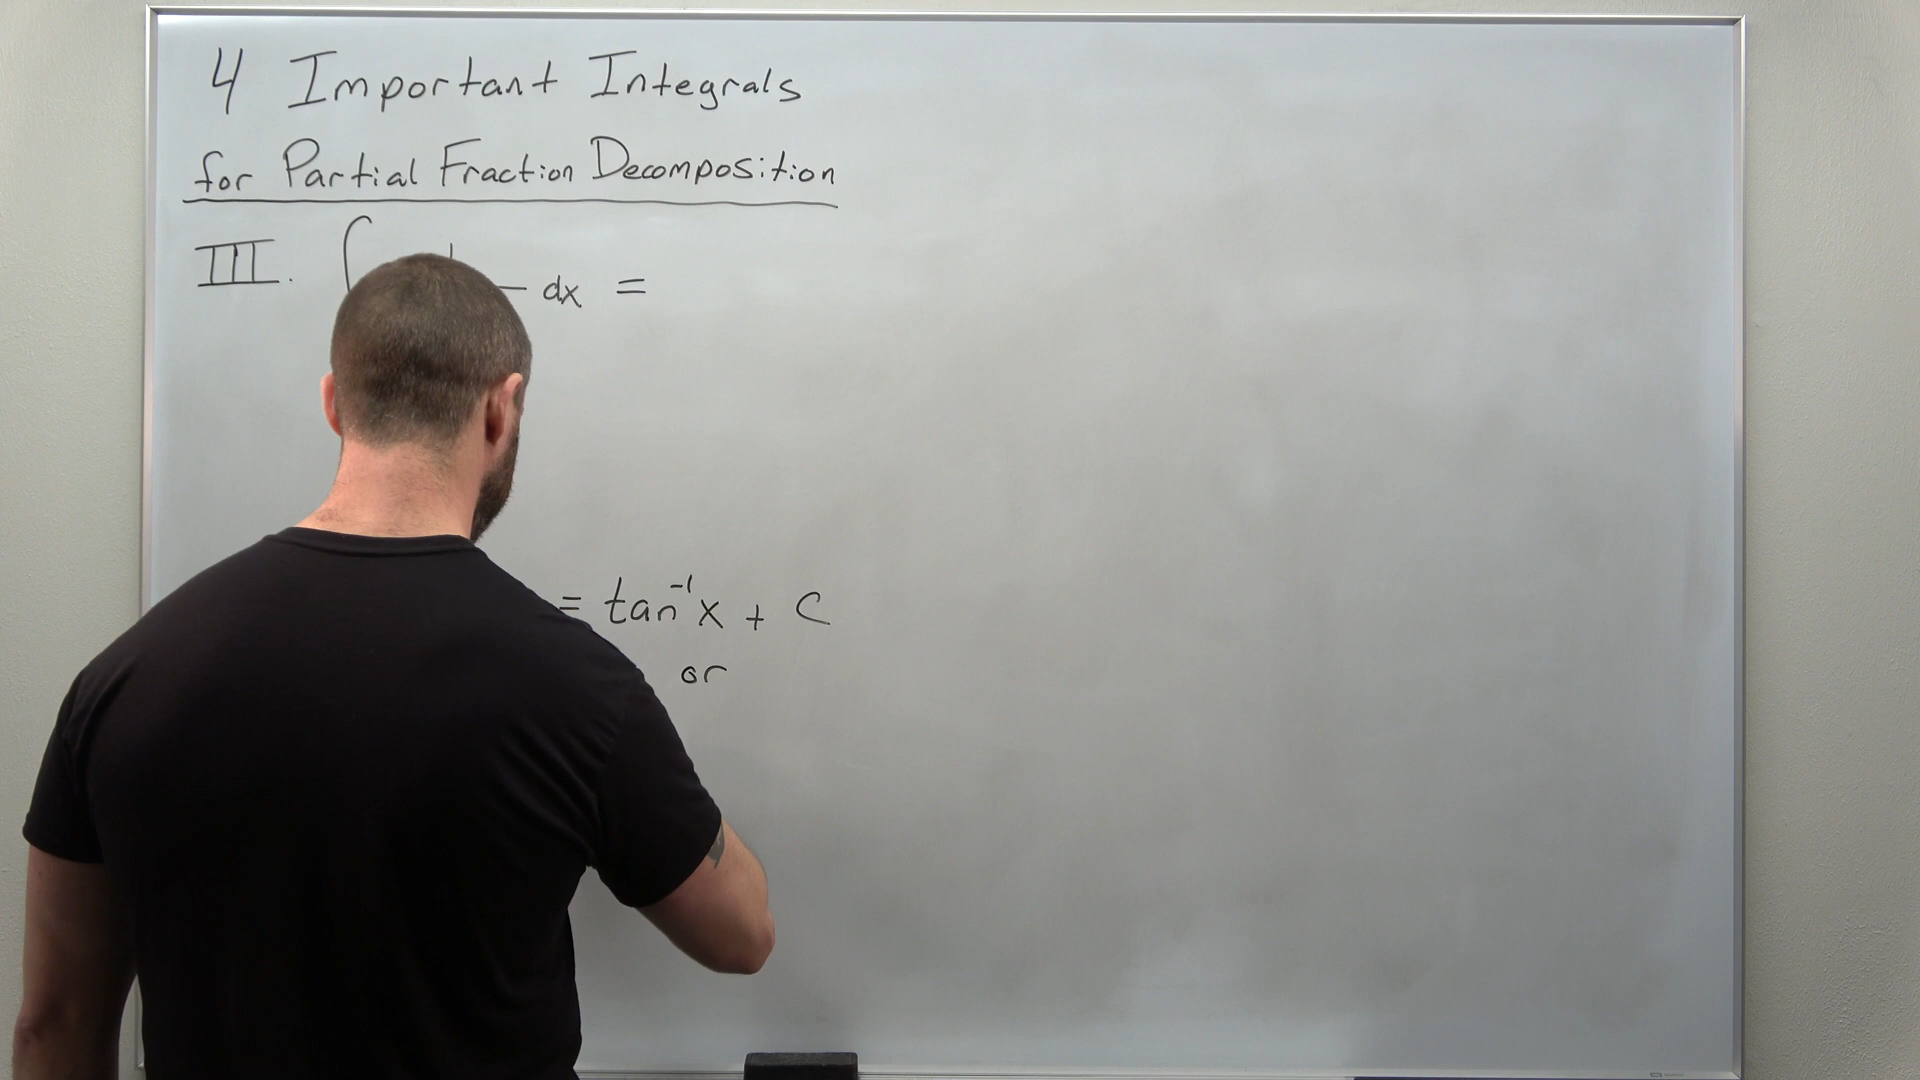 4 Important Integrals
for Partial Fraction Decomposition
III. ∫ dx =
= tan⁻¹x + C
or